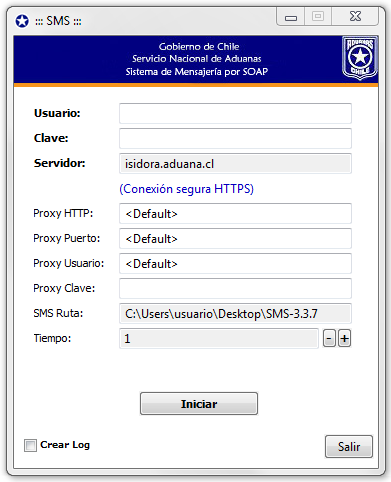 ::: SMS :::
Gobierno de Chile
Servicio Nacional de Aduanas
Sistema de Mensajería por SOAP
ADUANAS
CHILE
Usuario:
Clave:
Servidor: isidora.aduana.cl
(Conexión segura HTTPS)
Proxy HTTP: <Default>
Proxy Puerto: <Default>
Proxy Usuario: <Default>
Proxy Clave:
SMS Ruta: C:\Users\usuario\Desktop\SMS-3.3.7
Tiempo: 1 - +
Iniciar
Crear Log
Salir